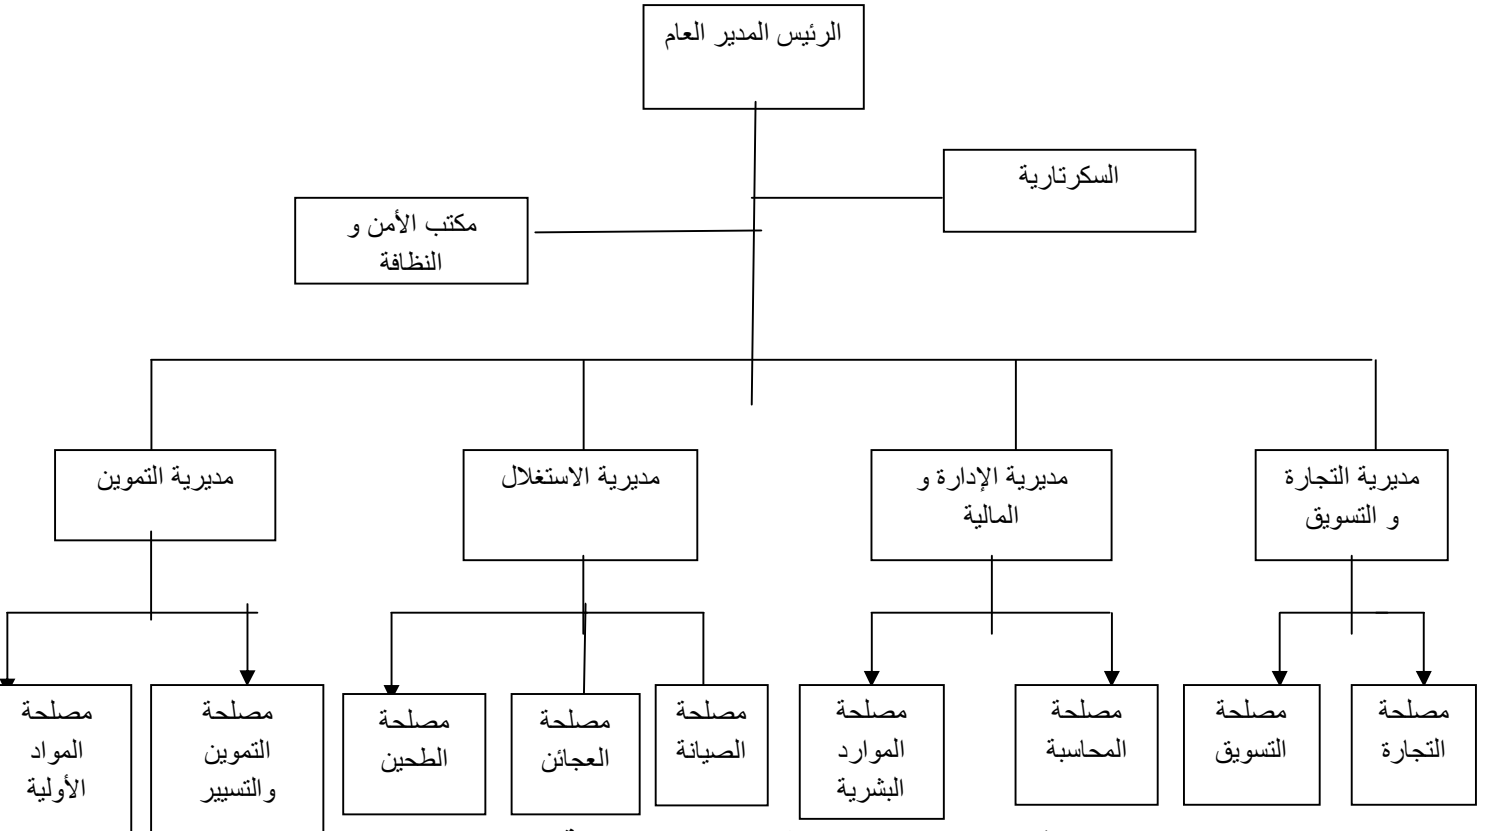 الرئيس المدير العام
السكرتارية
مكتب الأمن و
النظافة
مديرية التجارة
و التسويق
مديرية الإدارة و
المالية
مديرية الاستغلال
مديرية التموين
مصلحة
التجارة
مصلحة
التسويق
مصلحة
المحاسبة
مصلحة
الموارد
البشرية
مصلحة
الصيانة
مصلحة
العجائن
مصلحة
الطحين
مصلحة
التموين
والتسيير
مصلحة
المواد
الأولية